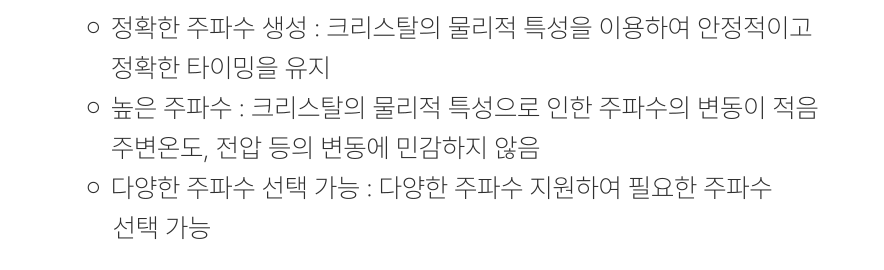 ○ 정확한 주파수 생성 : 크리스탈의 물리적 특성을 이용하여 안정적이고
정확한 타이밍을 유지
○ 높은 주파수 : 크리스탈의 물리적 특성으로 인한 주파수의 변동이 적음
주변온도, 전압 등의 변동에 민감하지 않음
○ 다양한 주파수 선택 가능 : 다양한 주파수 지원하여 필요한 주파수
선택 가능